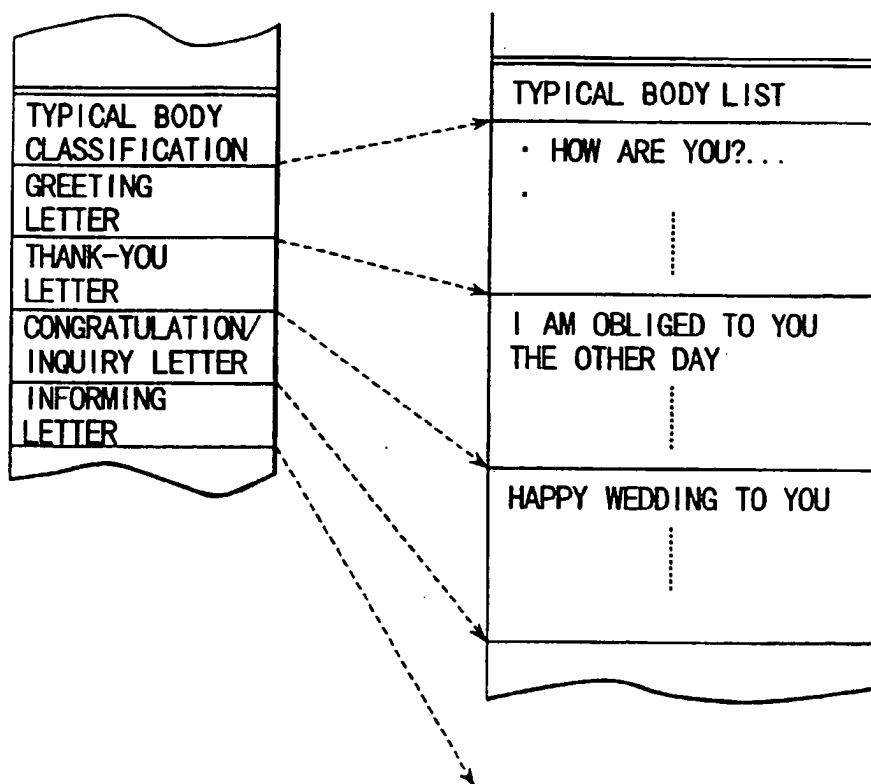 TYPICAL BODY
CLASSIFICATION
GREETING
LETTER
THANK-YOU
LETTER
CONGRATULATION/
INQUIRY LETTER
INFORMING
LETTER
TYPICAL BODY LIST
· HOW ARE YOU?...
·
I AM OBLIGED TO YOU
THE OTHER DAY
HAPPY WEDDING TO YOU